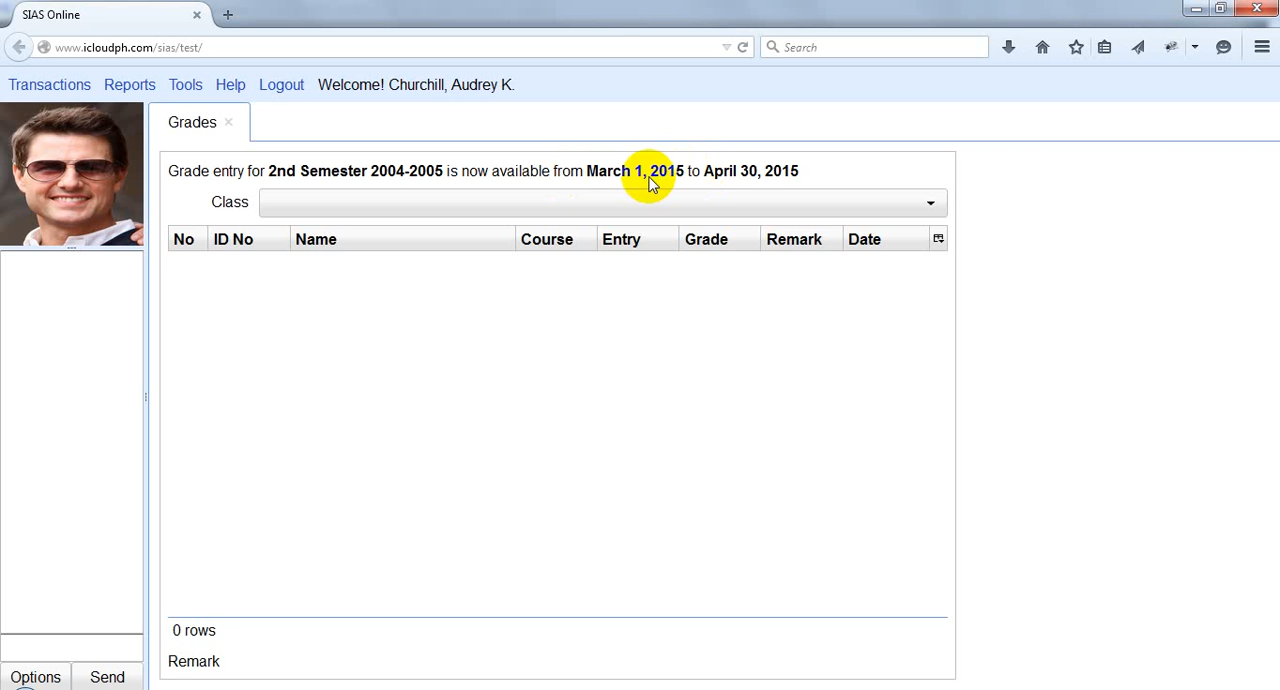 SIAS Online
www.icloudph.com/sias/test/
Search
Transactions Reports Tools Help Logout Welcome! Churchill, Audrey K.
Grades
Grade entry for 2nd Semester 2004-2005 is now available from March 1, 2015 to April 30, 2015
Class
No ID No Name Course Entry Grade Remark Date
0 rows
Remark
Options Send